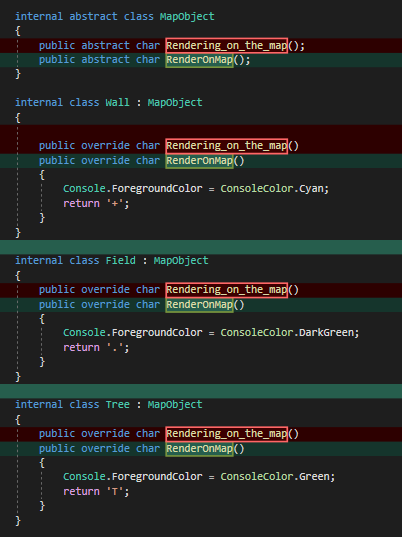 internal abstract class MapObject
{
    public abstract char Rendering_on_the_map();
    public abstract char RenderOnMap();
}
internal class Wall : MapObject
{
    public override char Rendering_on_the_map()
    public override char RenderOnMap()
    {
        Console.ForegroundColor = ConsoleColor.Cyan;
        return '+';
    }
}
internal class Field : MapObject
{
    public override char Rendering_on_the_map()
    public override char RenderOnMap()
    {
        Console.ForegroundColor = ConsoleColor.DarkGreen;
        return '.';
    }
}
internal class Tree : MapObject
{
    public override char Rendering_on_the_map()
    public override char RenderOnMap()
    {
        Console.ForegroundColor = ConsoleColor.Green;
        return 'T';
    }
}